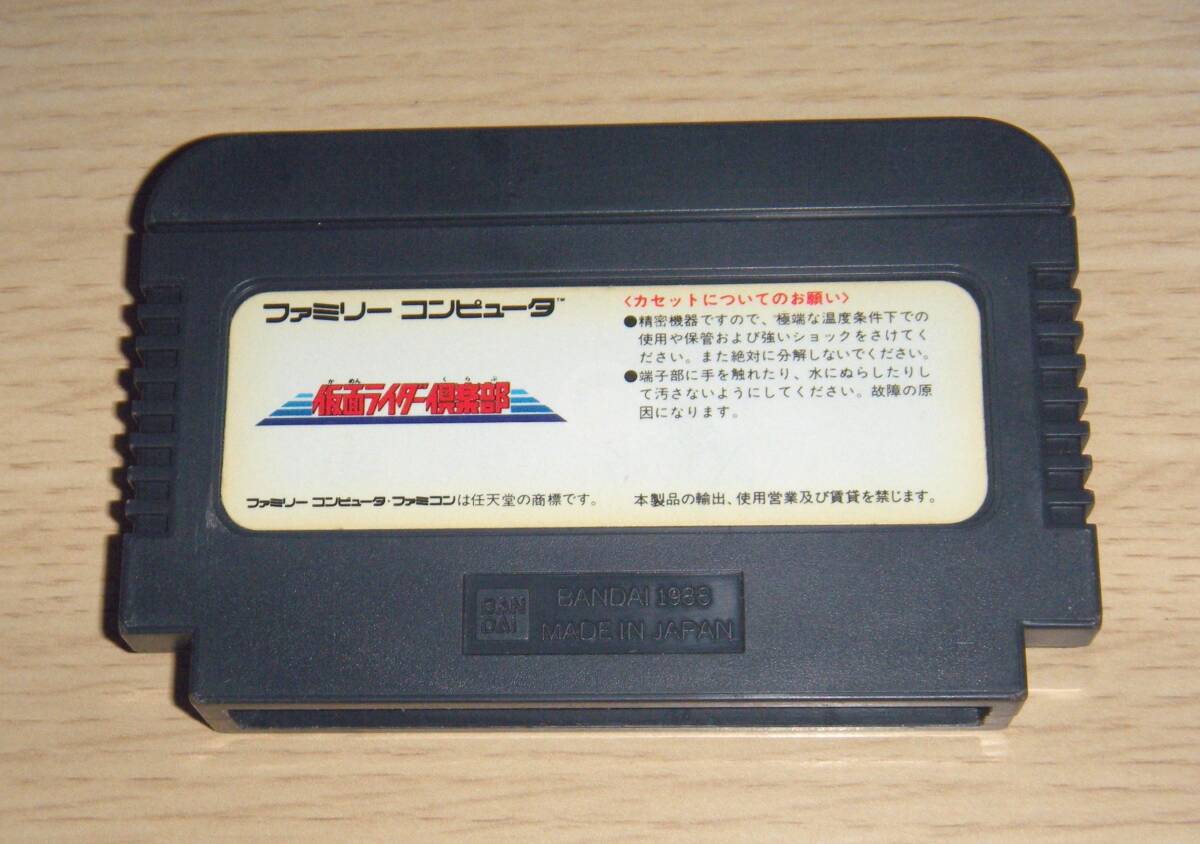 ファミリー コンピュータ™
かめん くらぶ
仮面ライダー倶楽部
〈カセットについてのお願い〉
●精密機器ですので、極端な温度条件下での
使用や保管および強いショックをさけてく
ださい。また絶対に分解しないでください。
●端子部に手を触れたり、水にぬらしたりし
て汚さないようにしてください。故障の原
因になります。
ファミリー コンピュータ・ファミコンは任天堂の商標です。
本製品の輸出、使用営業及び賃貸を禁じます。
BAN
DAI
BANDAI 1988
MADE IN JAPAN